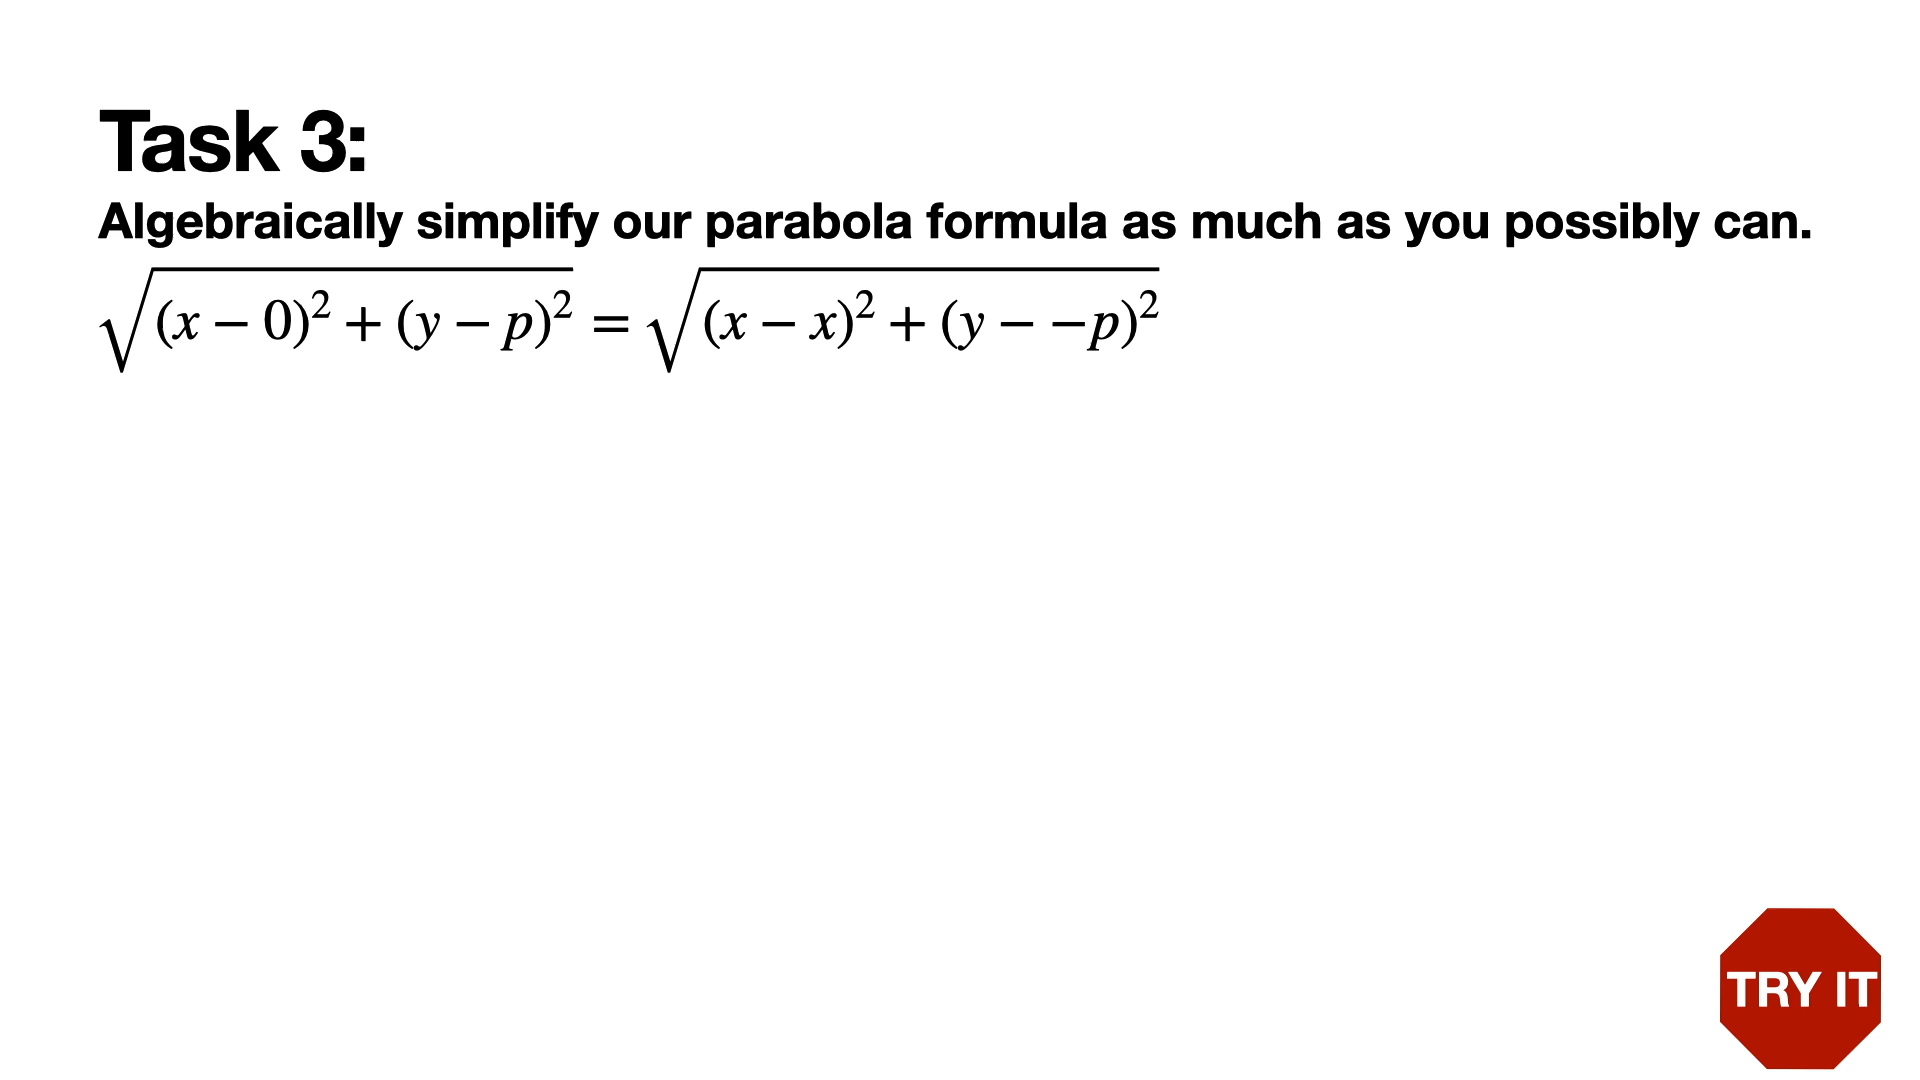 Task 3:
Algebraically simplify our parabola formula as much as you possibly can.
√(x − 0)² + (y − p)² = √(x − x)² + (y − −p)²
TRY IT